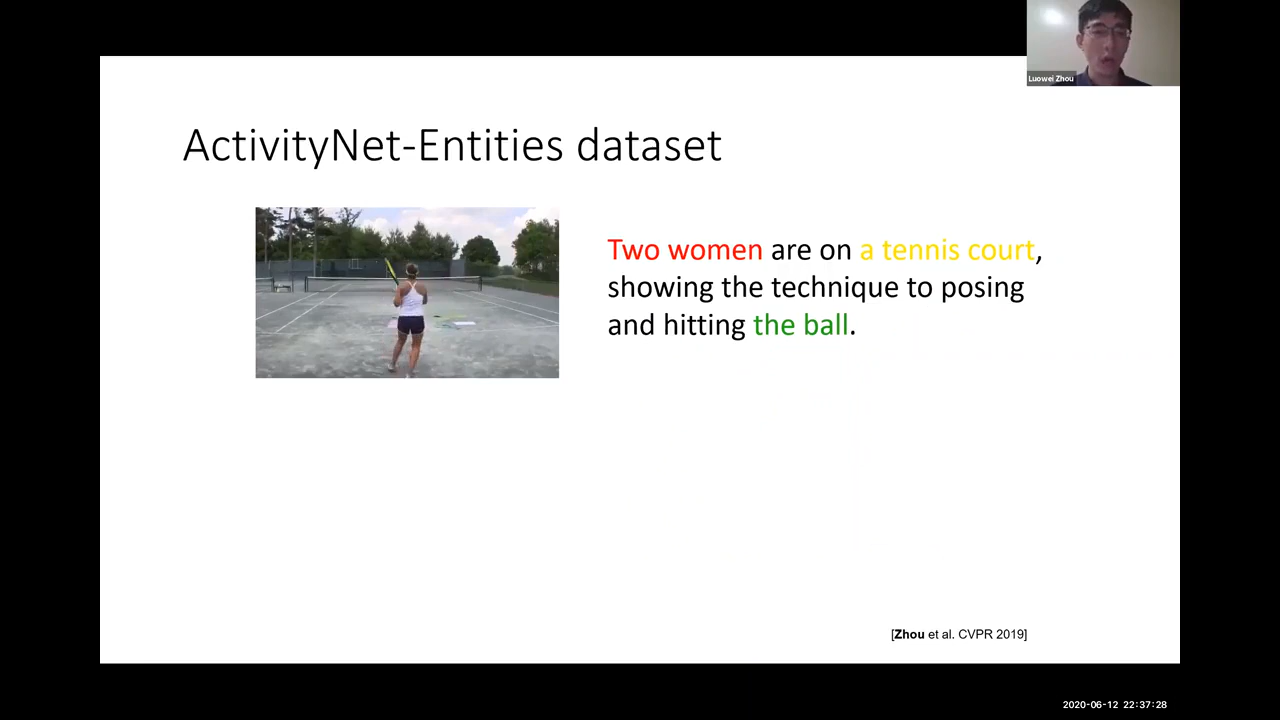 Luowei Zhou
ActivityNet-Entities dataset
Two women are on a tennis court,
showing the technique to posing
and hitting the ball.
[Zhou et al. CVPR 2019]
2020-06-12 22:37:28